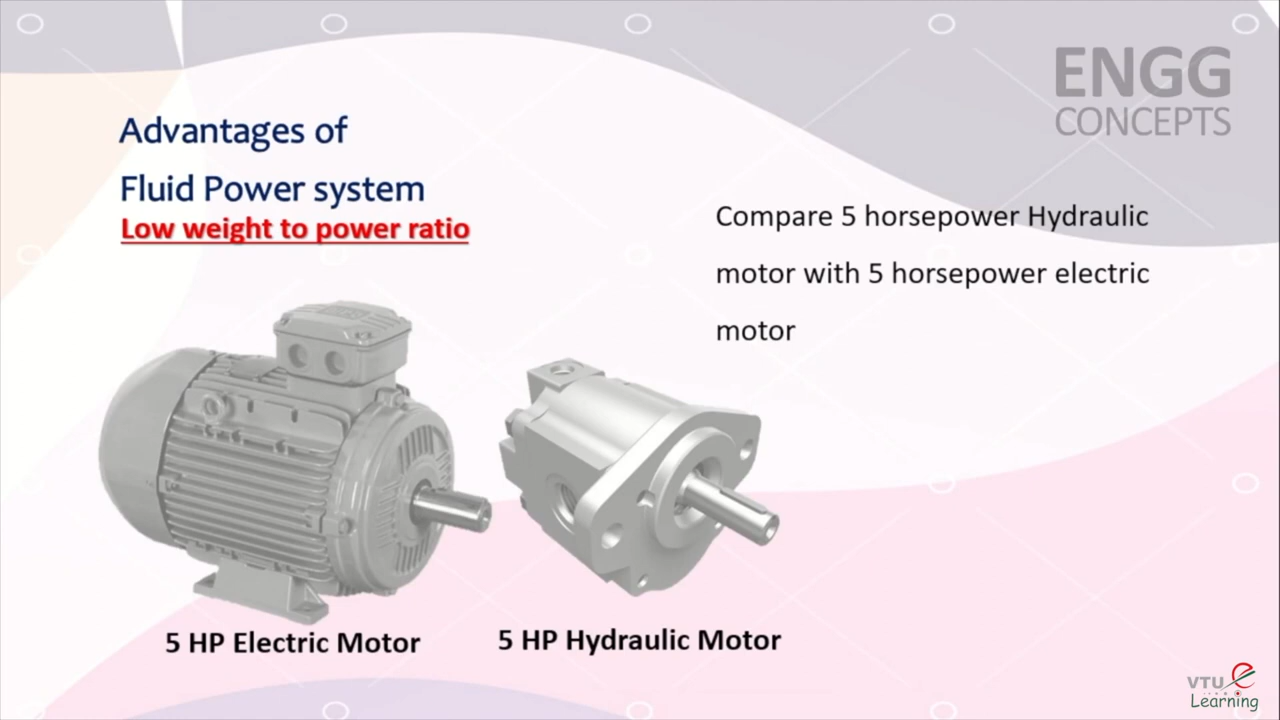 ENGG
CONCEPTS
Advantages of
Fluid Power system
Low weight to power ratio
Compare 5 horsepower Hydraulic
motor with 5 horsepower electric
motor
5 HP Electric Motor
5 HP Hydraulic Motor
VTU e
Learning